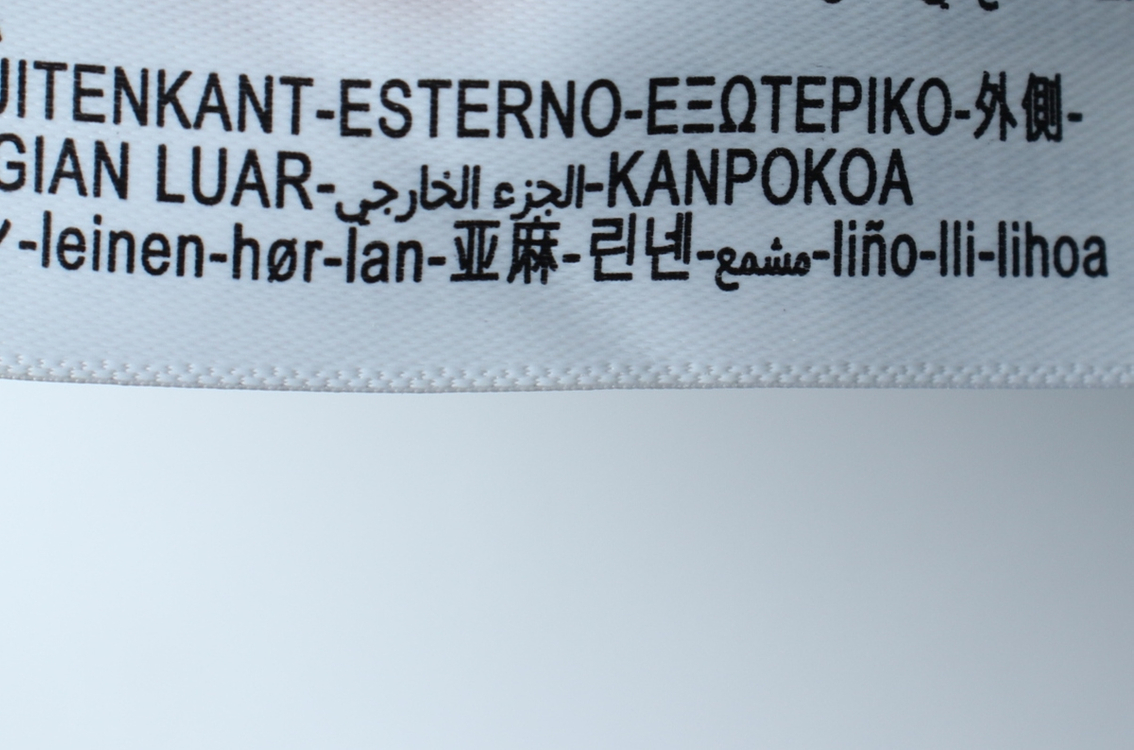 UITENKANT-ESTERNO-ΕΞΩΤΕΡΙΚΟ-外側-
GIAN LUAR-الجزء الخارجي-KANPOKOA
-leinen-hør-lan-亜麻-린넨-مشمع-liño-lli-lihoa